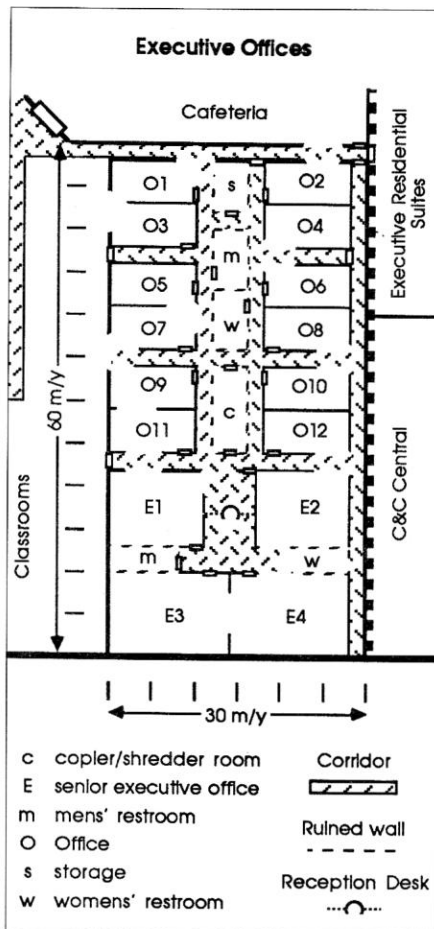 Executive Offices
Cafeteria
O1 s O2
O3 O4
m
O5 O6
O7 w O8
O9 O10
c
O11 O12
E1 E2
m w
E3 E4
60 m/y
Classrooms
Executive Residential
Suites
C&C Central
30 m/y
c copier/shredder room
E senior executive office
m mens' restroom
O Office
s storage
w womens' restroom
Corridor
Ruined wall
Reception Desk